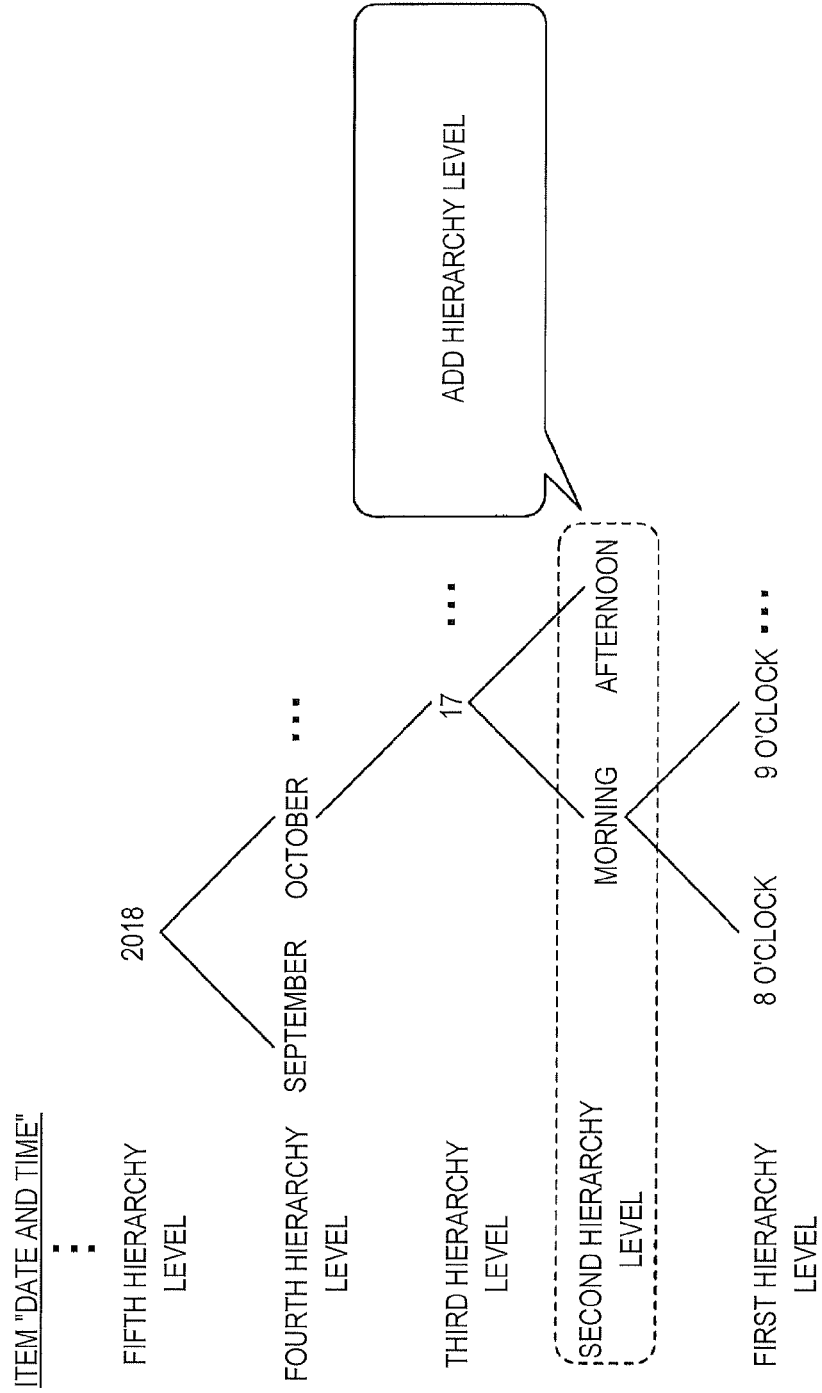 ITEM "DATE AND TIME"
⋮
FIFTH HIERARCHY
LEVEL
2018
FOURTH HIERARCHY
LEVEL
SEPTEMBER
OCTOBER
...
THIRD HIERARCHY
LEVEL
17
...
SECOND HIERARCHY
LEVEL
MORNING
AFTERNOON
ADD HIERARCHY LEVEL
FIRST HIERARCHY
LEVEL
8 O'CLOCK
9 O'CLOCK
...